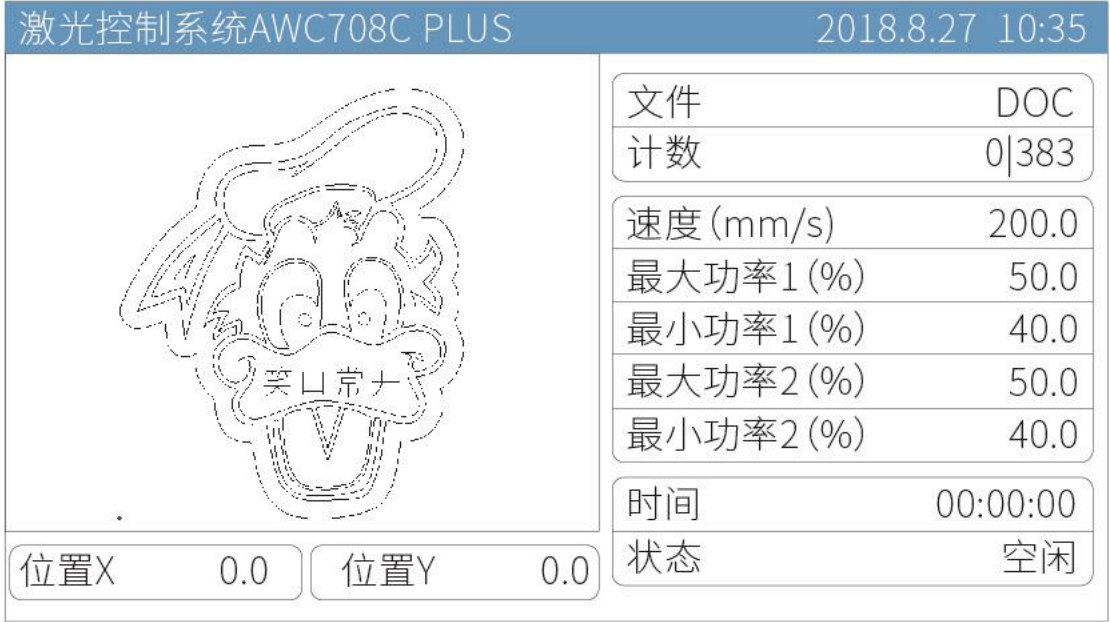 激光控制系统AWC708C PLUS 2018.8.27 10:35
文件 DOC
计数 0|383
速度(mm/s) 200.0
最大功率1(%) 50.0
最小功率1(%) 40.0
最大功率2(%) 50.0
最小功率2(%) 40.0
时间 00:00:00
状态 空闲
笑口常
位置X 0.0 位置Y 0.0